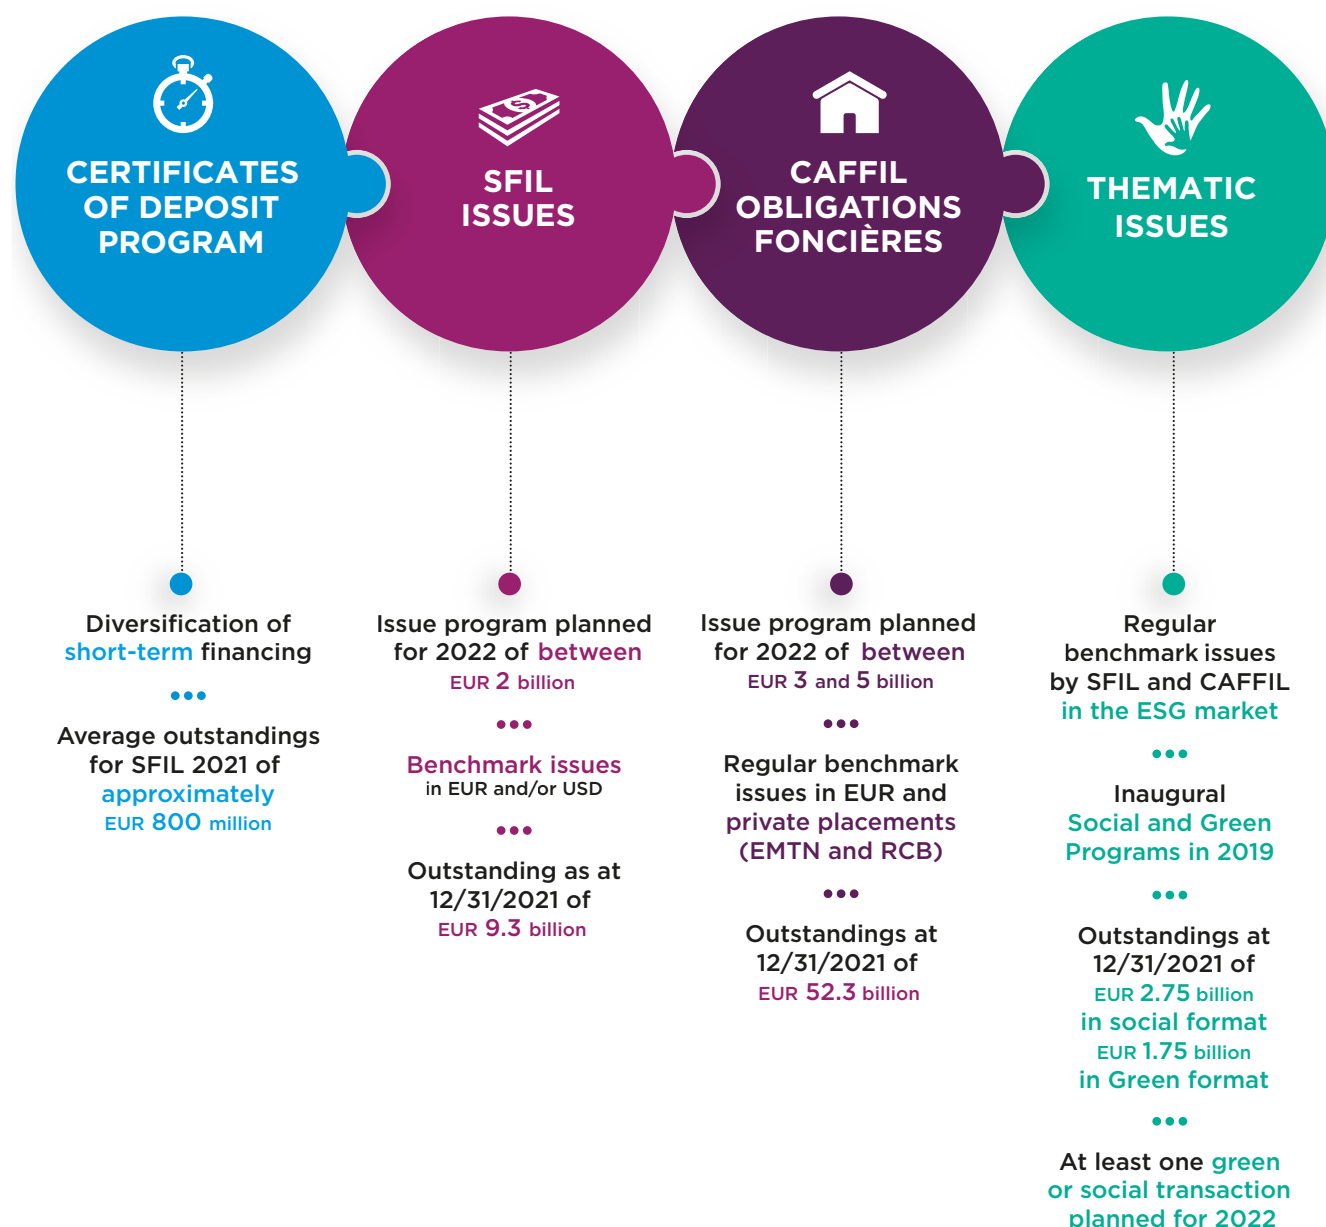 CERTIFICATES
OF DEPOSIT
PROGRAM
Diversification of
short-term financing
Average outstandings
for SFIL 2021 of
approximately
EUR 800 million
SFIL
ISSUES
Issue program planned
for 2022 of between
EUR 2 billion
Benchmark issues
in EUR and/or USD
Outstanding as at
12/31/2021 of
EUR 9.3 billion
CAFFIL
OBLIGATIONS
FONCIÈRES
Issue program planned
for 2022 of between
EUR 3 and 5 billion
Regular benchmark
issues in EUR and
private placements
(EMTN and RCB)
Outstandings at
12/31/2021 of
EUR 52.3 billion
THEMATIC
ISSUES
Regular
benchmark issues
by SFIL and CAFFIL
in the ESG market
Inaugural
Social and Green
Programs in 2019
Outstandings at
12/31/2021 of
EUR 2.75 billion
in social format
EUR 1.75 billion
in Green format
At least one green
or social transaction
planned for 2022